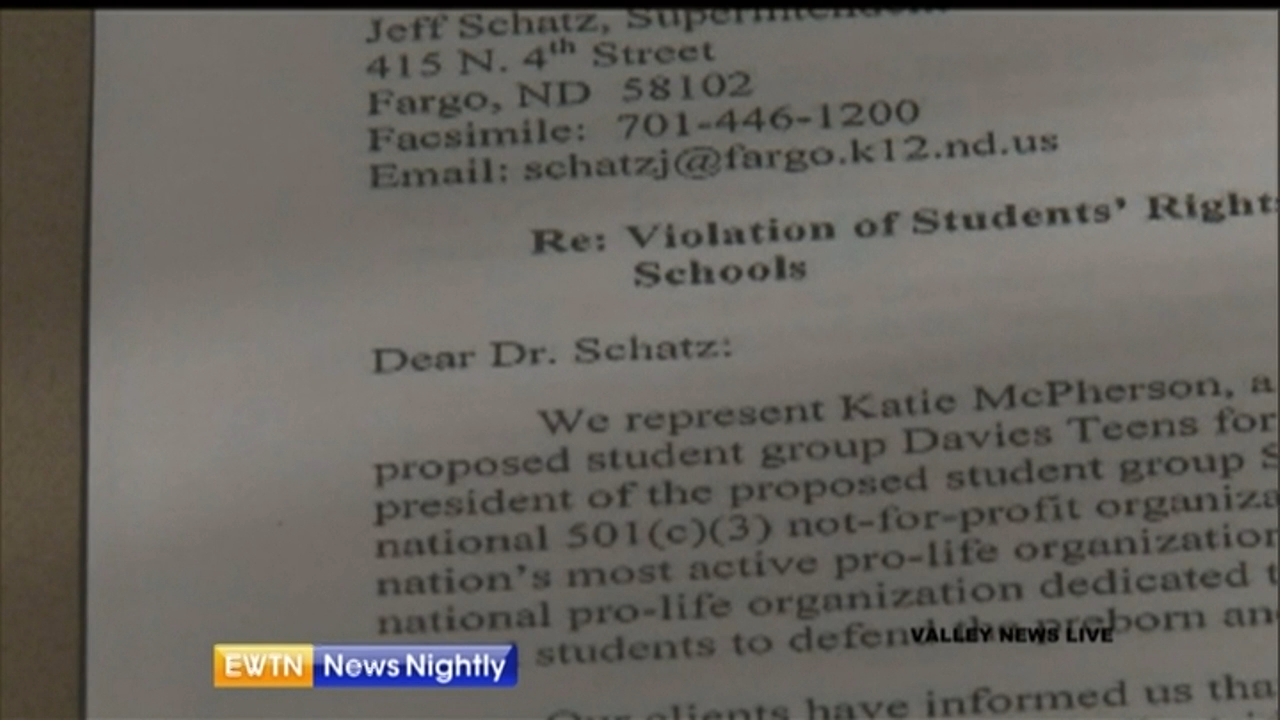 Jeff Schatz, Superintendent
415 N. 4th Street
Fargo, ND 58102
Facsimile: 701-446-1200
Email: schatzj@fargo.k12.nd.us
Re: Violation of Students' Rights
Schools
Dear Dr. Schatz:
We represent Katie McPherson, a
proposed student group Davies Teens for
president of the proposed student group S
national 501(c)(3) not-for-profit organiza
nation's most active pro-life organization
national pro-life organization dedicated t
students to defend the preborn an
Our clients have informed us tha
VALLEY NEWS LIVE
EWTN News Nightly